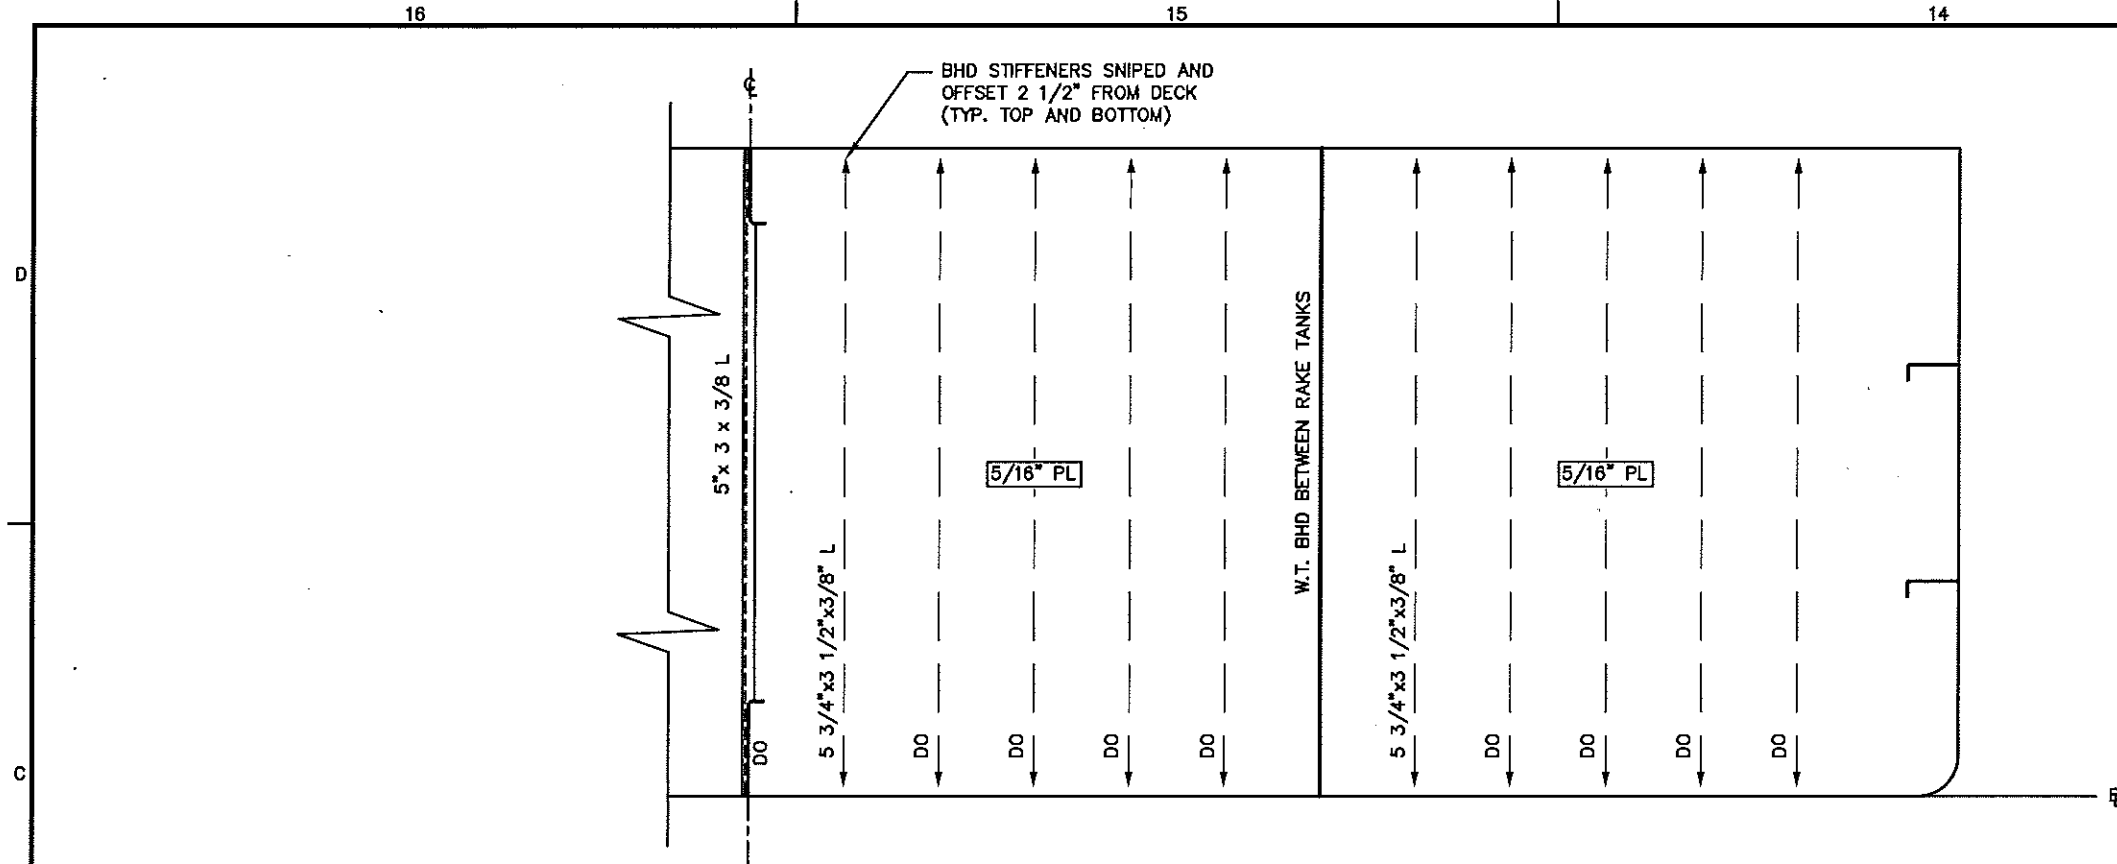 16
15
14
BHD STIFFENERS SNIPED AND
OFFSET 2 1/2" FROM DECK
(TYP. TOP AND BOTTOM)
D
5"x 3 x 3/8 L
W.T. BHD BETWEEN RAKE TANKS
5/16" PL
5/16" PL
5 3/4"x3 1/2"x3/8" L
5 3/4"x3 1/2"x3/8" L
DO
DO
DO
DO
DO
DO
DO
DO
DO
C